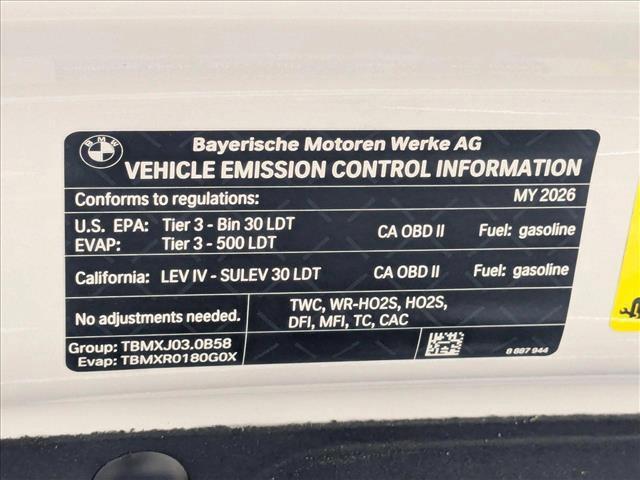 BMW
Bayerische Motoren Werke AG
VEHICLE EMISSION CONTROL INFORMATION
Conforms to regulations: MY 2026
U.S. EPA: Tier 3 - Bin 30 LDT CA OBD II Fuel: gasoline
EVAP: Tier 3 - 500 LDT
California: LEV IV - SULEV 30 LDT CA OBD II Fuel: gasoline
No adjustments needed. TWC, WR-HO2S, HO2S,
DFI, MFI, TC, CAC
Group: TBMXJ03.0B58
Evap: TBMXR0180G0X 8 887 944